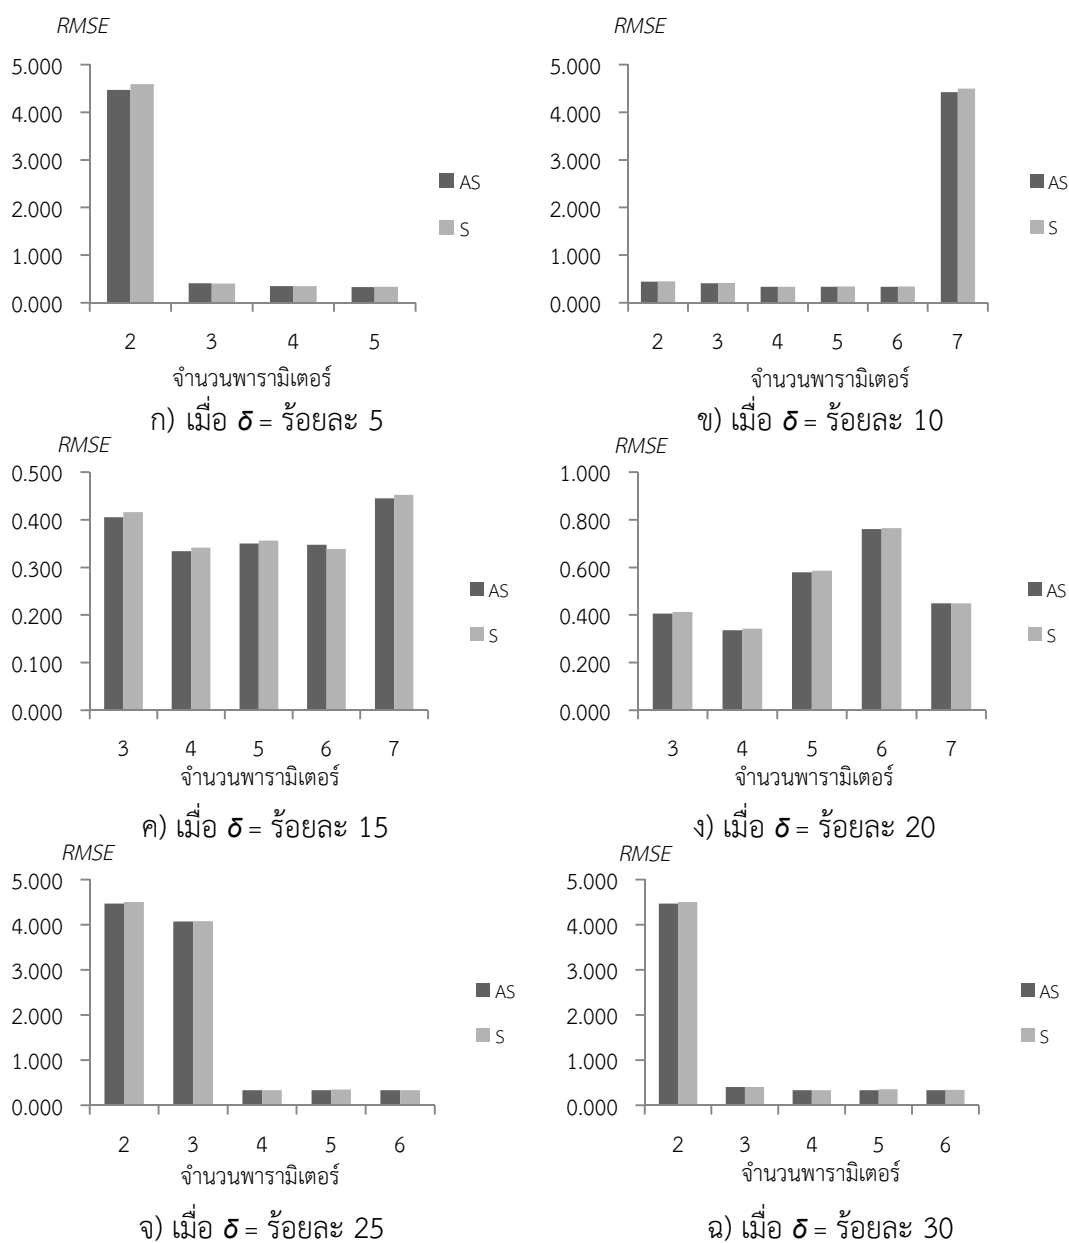 RMSE
5.000
4.000
3.000
2.000
1.000
0.000
2 3 4 5
จำนวนพารามิเตอร์
AS
S
ก) เมื่อ δ = ร้อยละ 5
RMSE
5.000
4.000
3.000
2.000
1.000
0.000
2 3 4 5 6 7
จำนวนพารามิเตอร์
AS
S
ข) เมื่อ δ = ร้อยละ 10
RMSE
0.500
0.400
0.300
0.200
0.100
0.000
3 4 5 6 7
จำนวนพารามิเตอร์
AS
S
ค) เมื่อ δ = ร้อยละ 15
RMSE
1.000
0.800
0.600
0.400
0.200
0.000
3 4 5 6 7
จำนวนพารามิเตอร์
AS
S
ง) เมื่อ δ = ร้อยละ 20
RMSE
5.000
4.000
3.000
2.000
1.000
0.000
2 3 4 5 6
จำนวนพารามิเตอร์
AS
S
จ) เมื่อ δ = ร้อยละ 25
RMSE
5.000
4.000
3.000
2.000
1.000
0.000
2 3 4 5 6
จำนวนพารามิเตอร์
AS
S
ฉ) เมื่อ δ = ร้อยละ 30